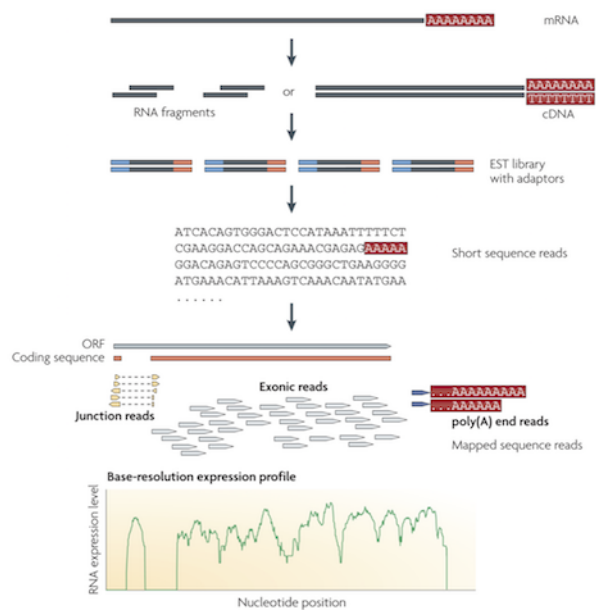 AAAAAAAA mRNA
or
AAAAAAAA
TTTTTTTT
RNA fragments
cDNA
EST library
with adaptors
ATCACAGTGGGACTCCATAAATTTTTCT
CGAAGGACCAGCAGAAACGAGAGAAAAA
GGACAGAGTCCCCAGCGGGCTGAAGGGG
ATGAAACATTAAAGTCAAACAATATGAA
......
Short sequence reads
ORF
Coding sequence
Junction reads
Exonic reads
...AAAAAAAAA
...AAAAAA
poly(A) end reads
Mapped sequence reads
Base-resolution expression profile
RNA expression level
Nucleotide position